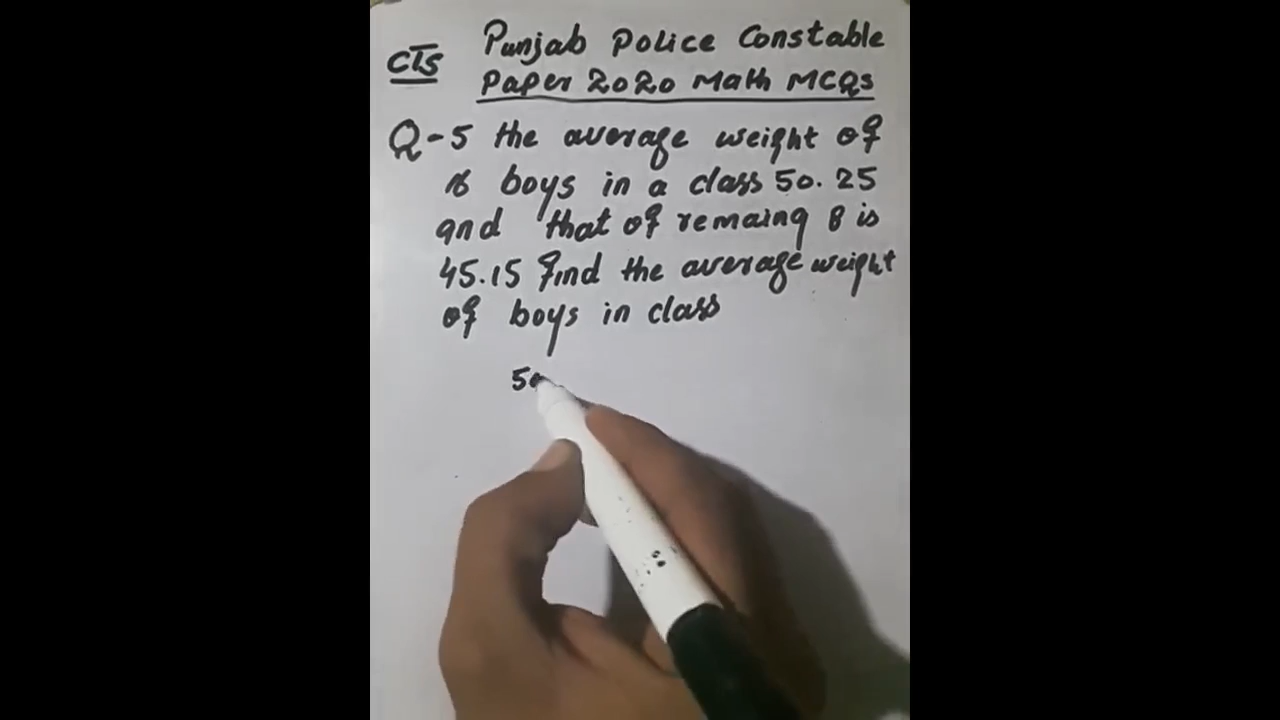 CTS Punjab Police Constable
Paper 2020 Math MCQs
Q-5 the average weight of
16 boys in a class 50.25
and that of remaing 8 is
45.15 Find the average weight
of boys in class
50